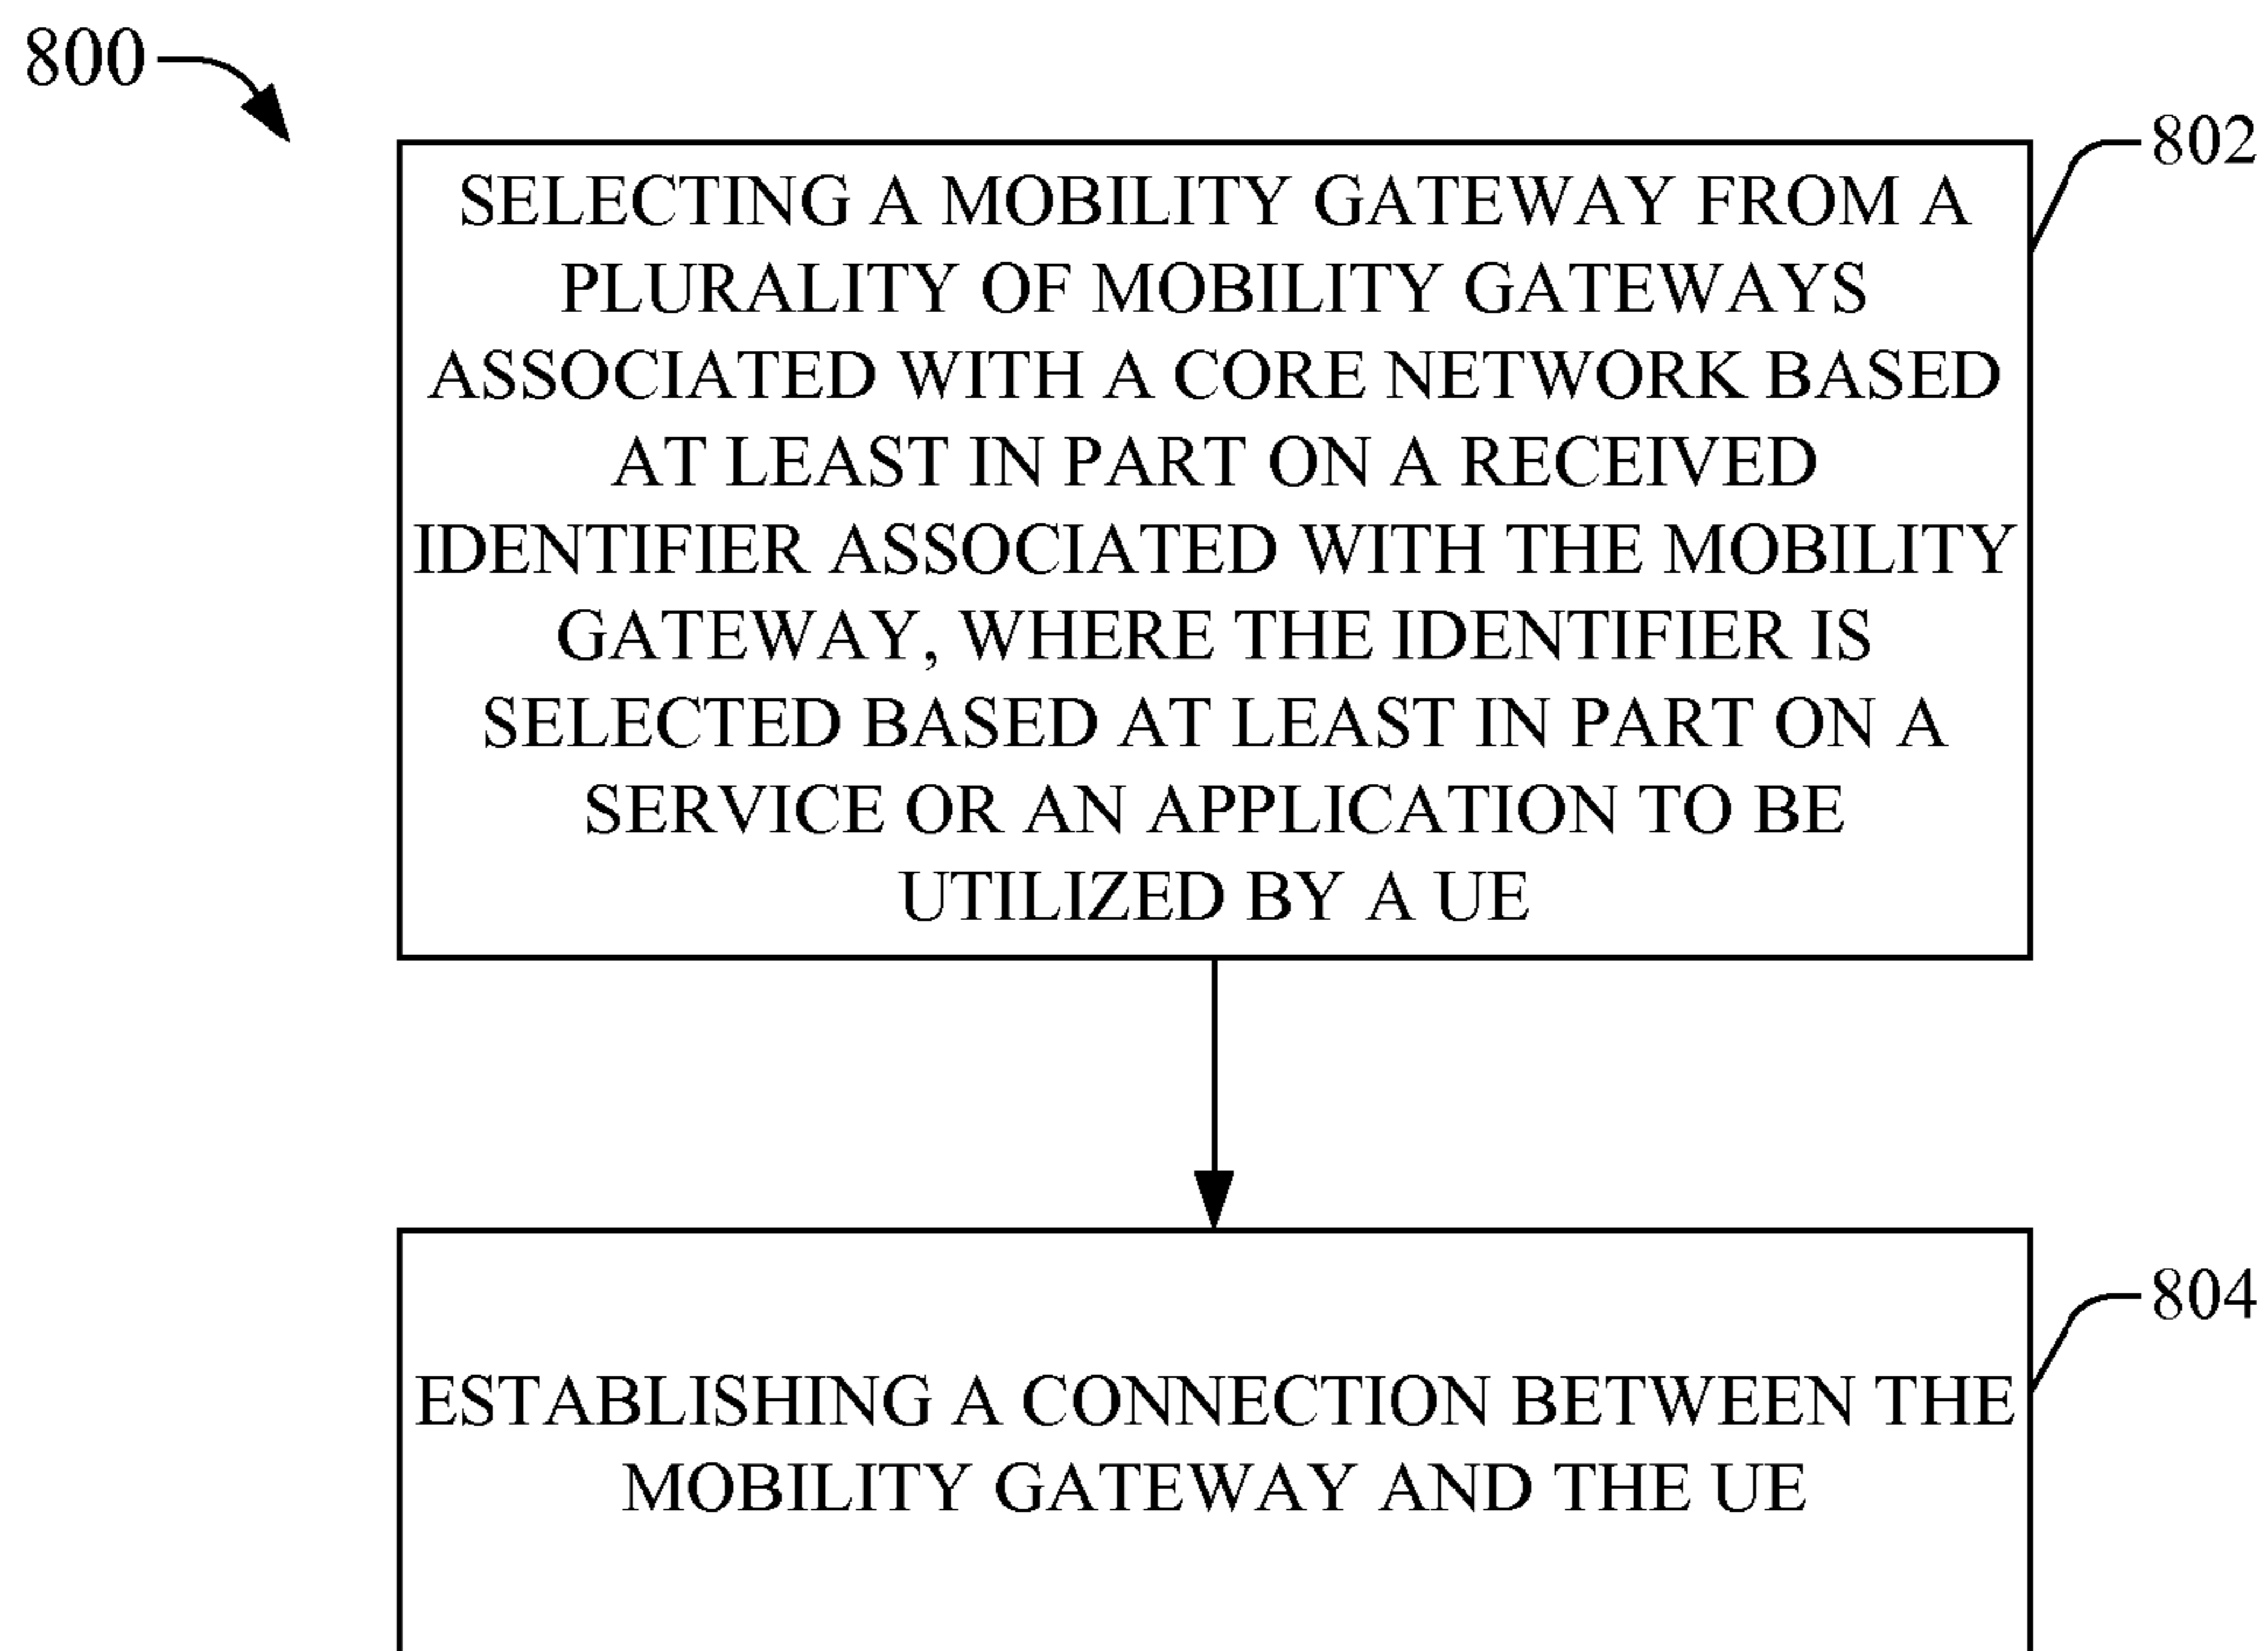 800
802
SELECTING A MOBILITY GATEWAY FROM A
PLURALITY OF MOBILITY GATEWAYS
ASSOCIATED WITH A CORE NETWORK BASED
AT LEAST IN PART ON A RECEIVED
IDENTIFIER ASSOCIATED WITH THE MOBILITY
GATEWAY, WHERE THE IDENTIFIER IS
SELECTED BASED AT LEAST IN PART ON A
SERVICE OR AN APPLICATION TO BE
UTILIZED BY A UE
804
ESTABLISHING A CONNECTION BETWEEN THE
MOBILITY GATEWAY AND THE UE